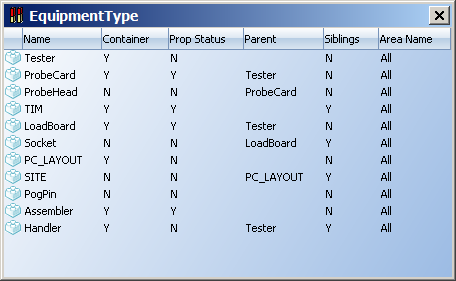 EquipmentType
Name Container Prop Status Parent Siblings Area Name
Tester Y N N All
ProbeCard Y Y Tester N All
ProbeHead N N ProbeCard N All
TIM Y Y Y All
LoadBoard Y Y Tester N All
Socket N N LoadBoard Y All
PC_LAYOUT Y N N All
SITE N N PC_LAYOUT Y All
PogPin N N N All
Assembler Y Y N All
Handler Y N Tester Y All